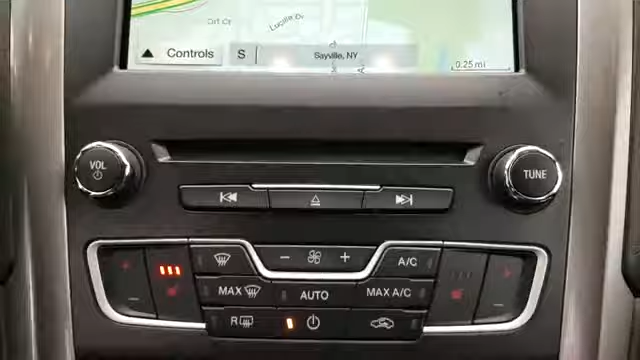 Lucille Dr
Controls
S
Sayville, NY
0.25 mi
VOL
TUNE
A/C
MAX
AUTO
MAX A/C
R